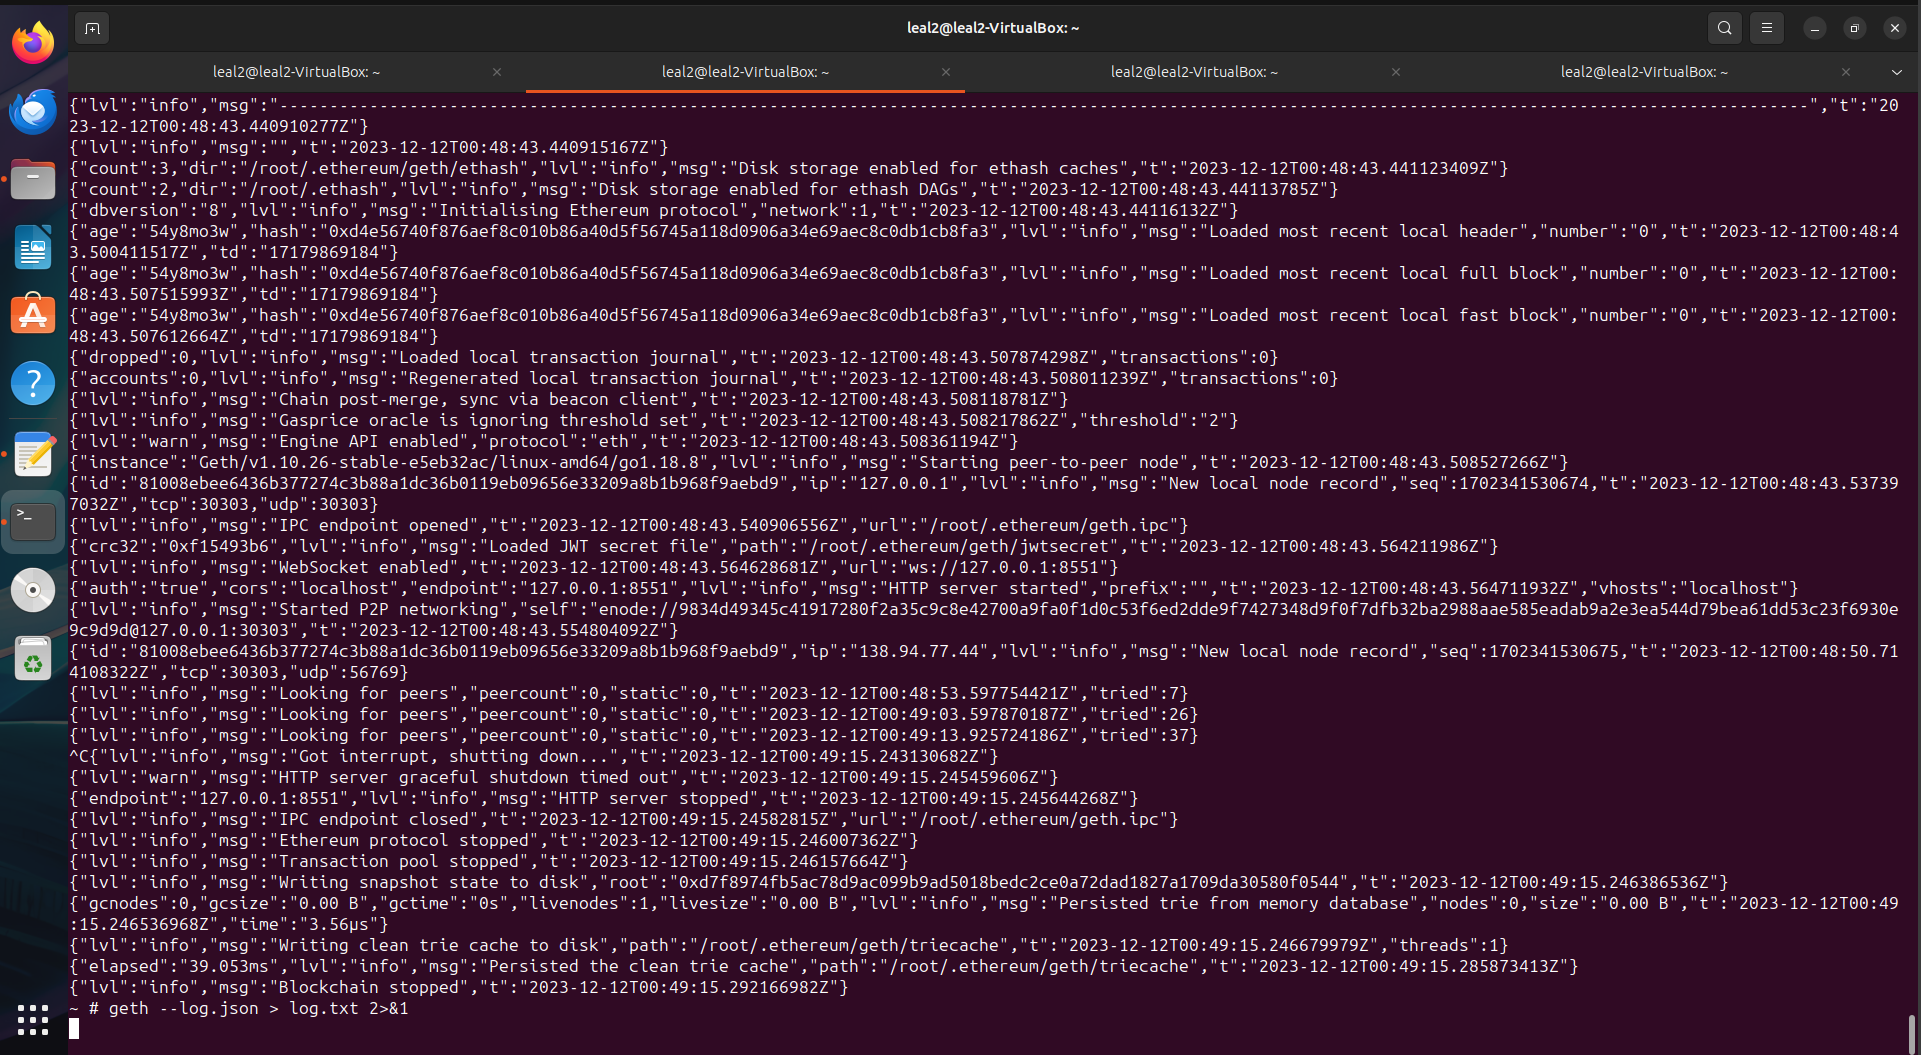 leal2@leal2-VirtualBox: ~
leal2@leal2-VirtualBox: ~
leal2@leal2-VirtualBox: ~
leal2@leal2-VirtualBox: ~
leal2@leal2-VirtualBox: ~
{"lvl":"info","msg":"---------------------------------------------------------------------------------------------------------------------------------------------------------","t":"20
23-12-12T00:48:43.440910277Z"}
{"lvl":"info","msg":"","t":"2023-12-12T00:48:43.440915167Z"}
{"count":3,"dir":"/root/.ethereum/geth/ethash","lvl":"info","msg":"Disk storage enabled for ethash caches","t":"2023-12-12T00:48:43.441123409Z"}
{"count":2,"dir":"/root/.ethash","lvl":"info","msg":"Disk storage enabled for ethash DAGs","t":"2023-12-12T00:48:43.44113785Z"}
{"dbversion":"8","lvl":"info","msg":"Initialising Ethereum protocol","network":1,"t":"2023-12-12T00:48:43.44116132Z"}
{"age":"54y8mo3w","hash":"0xd4e56740f876aef8c010b86a40d5f56745a118d0906a34e69aec8c0db1cb8fa3","lvl":"info","msg":"Loaded most recent local header","number":"0","t":"2023-12-12T00:48:4
3.500411517Z","td":"17179869184"}
{"age":"54y8mo3w","hash":"0xd4e56740f876aef8c010b86a40d5f56745a118d0906a34e69aec8c0db1cb8fa3","lvl":"info","msg":"Loaded most recent local full block","number":"0","t":"2023-12-12T00:
48:43.507515993Z","td":"17179869184"}
{"age":"54y8mo3w","hash":"0xd4e56740f876aef8c010b86a40d5f56745a118d0906a34e69aec8c0db1cb8fa3","lvl":"info","msg":"Loaded most recent local fast block","number":"0","t":"2023-12-12T00:
48:43.507612664Z","td":"17179869184"}
{"dropped":0,"lvl":"info","msg":"Loaded local transaction journal","t":"2023-12-12T00:48:43.507874298Z","transactions":0}
{"accounts":0,"lvl":"info","msg":"Regenerated local transaction journal","t":"2023-12-12T00:48:43.508011239Z","transactions":0}
{"lvl":"info","msg":"Chain post-merge, sync via beacon client","t":"2023-12-12T00:48:43.508118781Z"}
{"lvl":"info","msg":"Gasprice oracle is ignoring threshold set","t":"2023-12-12T00:48:43.508217862Z","threshold":"2"}
{"lvl":"warn","msg":"Engine API enabled","protocol":"eth","t":"2023-12-12T00:48:43.508361194Z"}
{"instance":"Geth/v1.10.26-stable-e5eb32ac/linux-amd64/go1.18.8","lvl":"info","msg":"Starting peer-to-peer node","t":"2023-12-12T00:48:43.508527266Z"}
{"id":"81008ebee6436b377274c3b88a1dc36b0119eb09656e33209a8b1b968f9aebd9","ip":"127.0.0.1","lvl":"info","msg":"New local node record","seq":1702341530674,"t":"2023-12-12T00:48:43.53739
7032Z","tcp":30303,"udp":30303}
{"lvl":"info","msg":"IPC endpoint opened","t":"2023-12-12T00:48:43.540906556Z","url":"/root/.ethereum/geth.ipc"}
{"crc32":"0xf15493b6","lvl":"info","msg":"Loaded JWT secret file","path":"/root/.ethereum/geth/jwtsecret","t":"2023-12-12T00:48:43.564211986Z"}
{"lvl":"info","msg":"WebSocket enabled","t":"2023-12-12T00:48:43.564628681Z","url":"ws://127.0.0.1:8551"}
{"auth":"true","cors":"localhost","endpoint":"127.0.0.1:8551","lvl":"info","msg":"HTTP server started","prefix":"","t":"2023-12-12T00:48:43.564711932Z","vhosts":"localhost"}
{"lvl":"info","msg":"Started P2P networking","self":"enode://9834d49345c41917280f2a35c9c8e42700a9fa0f1d0c53f6ed2dde9f7427348d9f0f7dfb32ba2988aae585eadab9a2e3ea544d79bea61dd53c23f6930e
9c9d9d@127.0.0.1:30303","t":"2023-12-12T00:48:43.554804092Z"}
{"id":"81008ebee6436b377274c3b88a1dc36b0119eb09656e33209a8b1b968f9aebd9","ip":"138.94.77.44","lvl":"info","msg":"New local node record","seq":1702341530675,"t":"2023-12-12T00:48:50.71
4108322Z","tcp":30303,"udp":56769}
{"lvl":"info","msg":"Looking for peers","peercount":0,"static":0,"t":"2023-12-12T00:48:53.597754421Z","tried":7}
{"lvl":"info","msg":"Looking for peers","peercount":0,"static":0,"t":"2023-12-12T00:49:03.597870187Z","tried":26}
{"lvl":"info","msg":"Looking for peers","peercount":0,"static":0,"t":"2023-12-12T00:49:13.925724186Z","tried":37}
^C{"lvl":"info","msg":"Got interrupt, shutting down...","t":"2023-12-12T00:49:15.243130682Z"}
{"lvl":"warn","msg":"HTTP server graceful shutdown timed out","t":"2023-12-12T00:49:15.245459606Z"}
{"endpoint":"127.0.0.1:8551","lvl":"info","msg":"HTTP server stopped","t":"2023-12-12T00:49:15.245644268Z"}
{"lvl":"info","msg":"IPC endpoint closed","t":"2023-12-12T00:49:15.24582815Z","url":"/root/.ethereum/geth.ipc"}
{"lvl":"info","msg":"Ethereum protocol stopped","t":"2023-12-12T00:49:15.246007362Z"}
{"lvl":"info","msg":"Transaction pool stopped","t":"2023-12-12T00:49:15.246157664Z"}
{"lvl":"info","msg":"Writing snapshot state to disk","root":"0xd7f8974fb5ac78d9ac099b9ad5018bedc2ce0a72dad1827a1709da30580f0544","t":"2023-12-12T00:49:15.246386536Z"}
{"gcnodes":0,"gcsize":"0.00 B","gctime":"0s","livenodes":1,"livesize":"0.00 B","lvl":"info","msg":"Persisted trie from memory database","nodes":0,"size":"0.00 B","t":"2023-12-12T00:49
:15.246536968Z","time":"3.56µs"}
{"lvl":"info","msg":"Writing clean trie cache to disk","path":"/root/.ethereum/geth/triecache","t":"2023-12-12T00:49:15.246679979Z","threads":1}
{"elapsed":"39.053ms","lvl":"info","msg":"Persisted the clean trie cache","path":"/root/.ethereum/geth/triecache","t":"2023-12-12T00:49:15.285873413Z"}
{"lvl":"info","msg":"Blockchain stopped","t":"2023-12-12T00:49:15.292166982Z"}
~ # geth --log.json > log.txt 2>&1